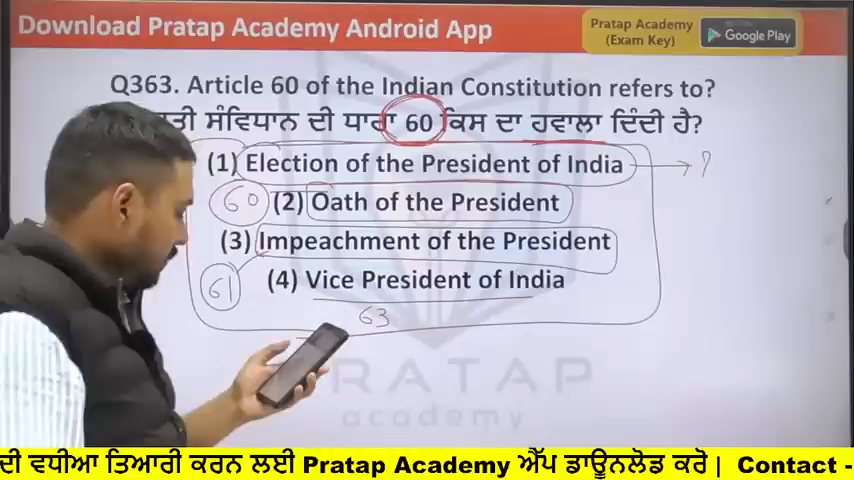 Download Pratap Academy Android App
Pratap Academy
(Exam Key)
Google Play
Q363. Article 60 of the Indian Constitution refers to?
ਸੰਵਿਧਾਨ ਦੀ ਧਾਰਾ 60 ਕਿਸ ਦਾ ਹਵਾਲਾ ਦਿੰਦੀ ਹੈ?
(1) Election of the President of India → ?
60 (2) Oath of the President
(3) Impeachment of the President
61 (4) Vice President of India
63
PRATAP
academy
ਦੀ ਵਧੀਆ ਤਿਆਰੀ ਕਰਨ ਲਈ Pratap Academy ਐੱਪ ਡਾਊਨਲੋਡ ਕਰੋ | Contact -